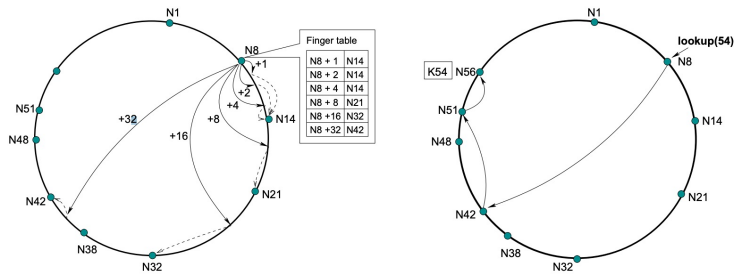 N1
N8
Finger table
N8 + 1 N14
N8 + 2 N14
N8 + 4 N14
N8 + 8 N21
N8 +16 N32
N8 +32 N42
+1
+2
+4
+8
+16
+32
N14
N21
N32
N38
N42
N48
N51
N1
lookup(54)
N8
K54
N56
N51
N14
N48
N21
N42
N38
N32